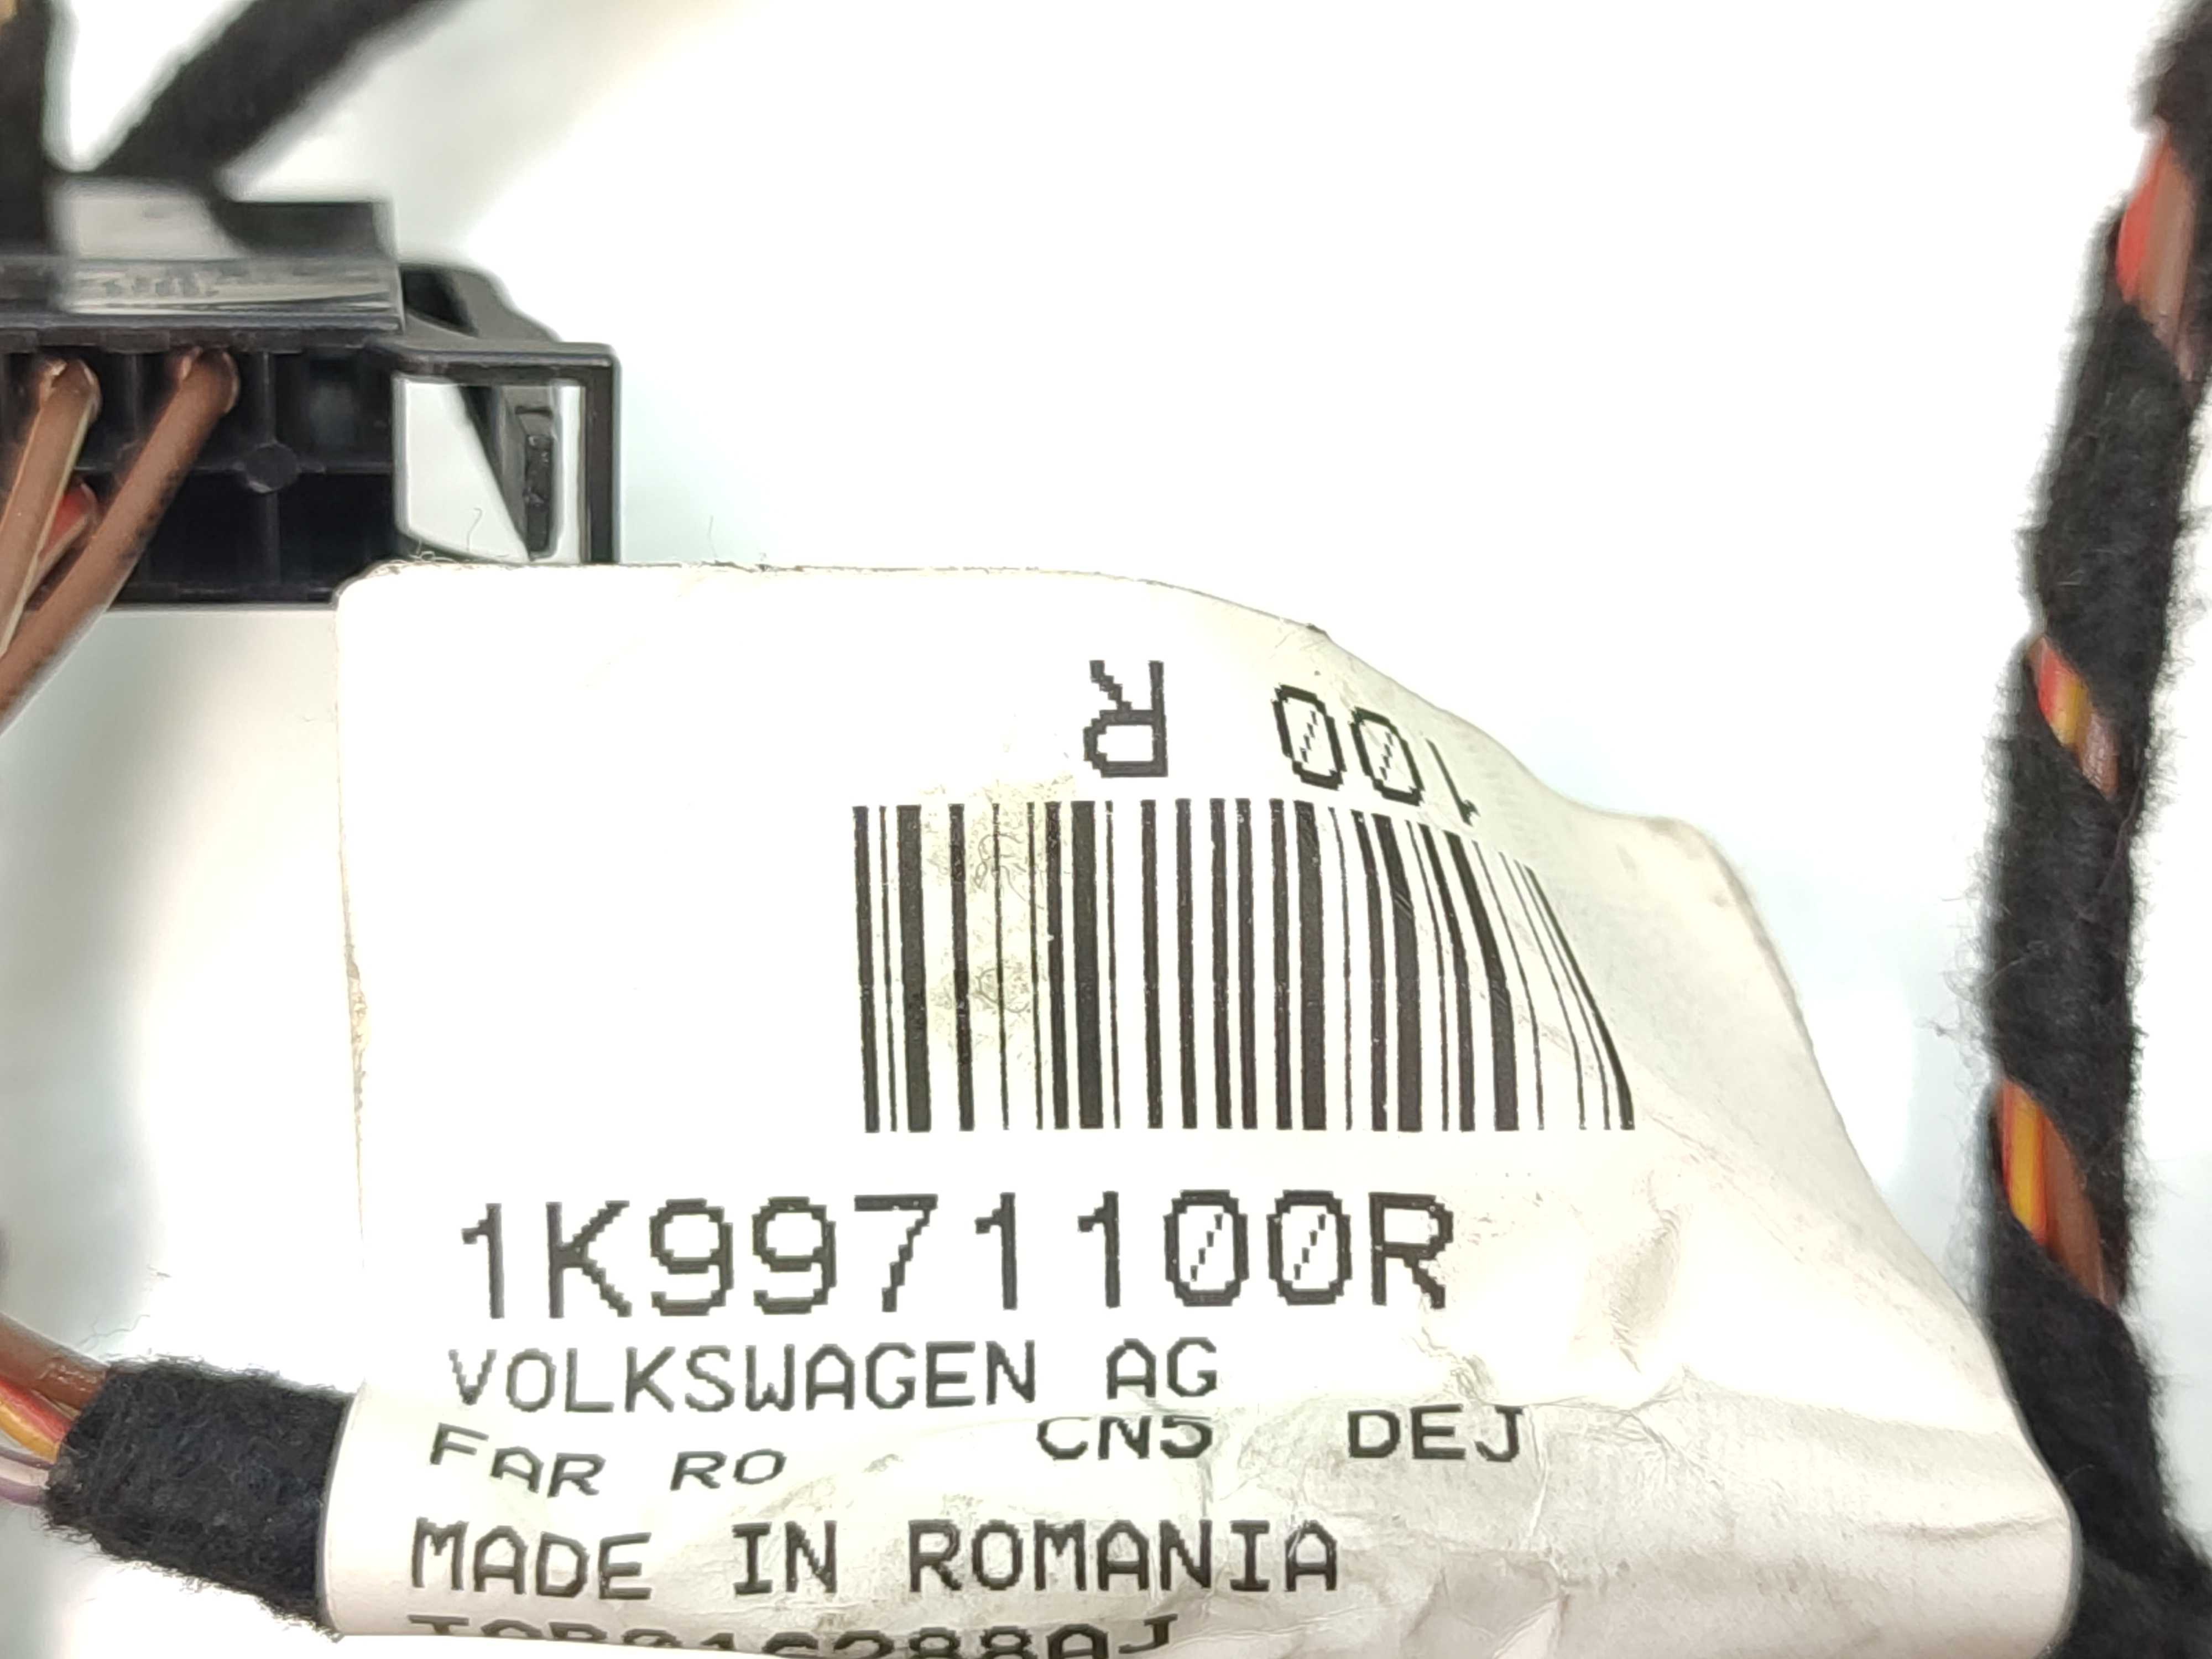 100 R
1K9971100R
VOLKSWAGEN AG
FAR RO CN5 DEJ
MADE IN ROMANIA